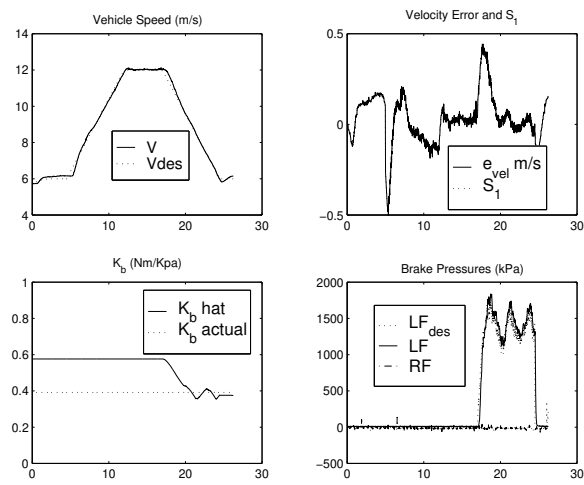 Vehicle Speed (m/s)
14
12
10
8
6
4
0 10 20 30
V
Vdes
Velocity Error and S1
0.5
0
−0.5
0 10 20 30
e_vel m/s
S1
Kb (Nm/Kpa)
1
0.8
0.6
0.4
0.2
0
0 10 20 30
Kb hat
Kb actual
Brake Pressures (kPa)
2000
1500
1000
500
0
−500
0 10 20 30
LFdes
LF
RF